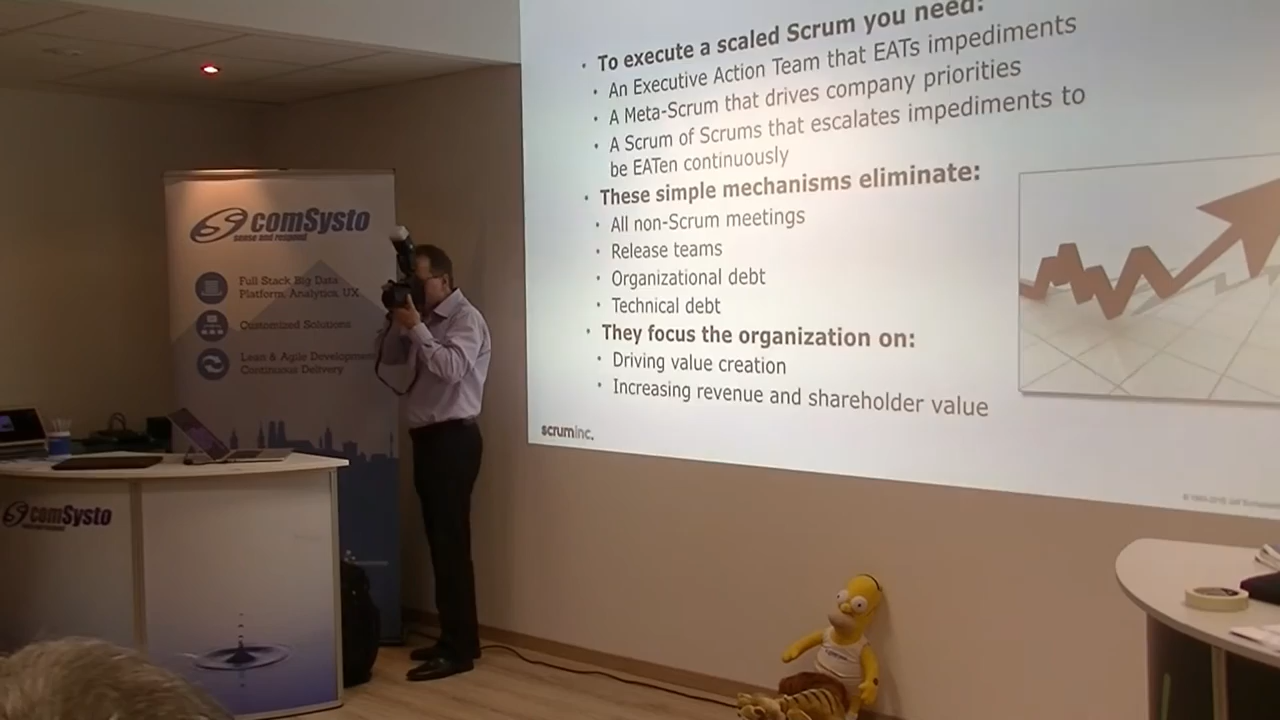 To execute a scaled Scrum you need:
An Executive Action Team that EATs impediments
A Meta-Scrum that drives company priorities
A Scrum of Scrums that escalates impediments to
be EATen continuously
These simple mechanisms eliminate:
All non-Scrum meetings
Release teams
Organizational debt
Technical debt
They focus the organization on:
Driving value creation
Increasing revenue and shareholder value
scruminc.
comSysto
sense and respond
Full Stack Big Data
Platform, Analytics, UX
Customized Solutions
Lean & Agile Development
Continuous Delivery
comSysto